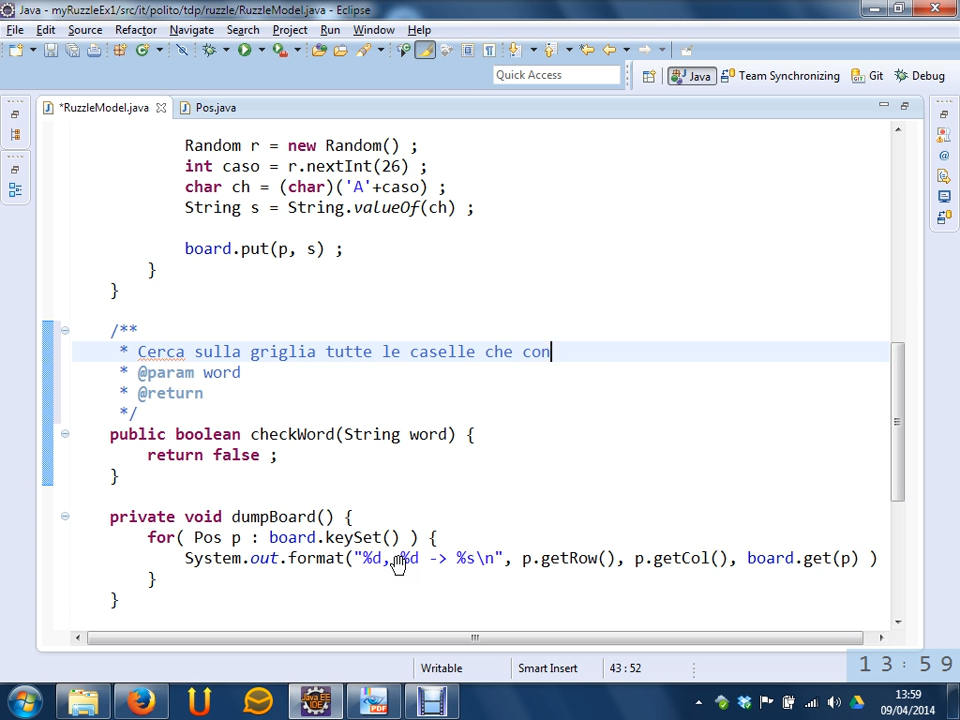 Java - myRuzzleEx1/src/it/polito/tdp/ruzzle/RuzzleModel.java - Eclipse
File Edit Source Refactor Navigate Search Project Run Window Help
Quick Access Java Team Synchronizing Git Debug
*RuzzleModel.java Pos.java
Random r = new Random() ;
int caso = r.nextInt(26) ;
char ch = (char)('A'+caso) ;
String s = String.valueOf(ch) ;
board.put(p, s) ;
}
}
/**
* Cerca sulla griglia tutte le caselle che con
* @param word
* @return
*/
public boolean checkWord(String word) {
return false ;
}
private void dumpBoard() {
for( Pos p : board.keySet() ) {
System.out.format("%d, %d -> %s\n", p.getRow(), p.getCol(), board.get(p) )
}
}
Writable Smart Insert 43 : 52
13:59
13:59
09/04/2014